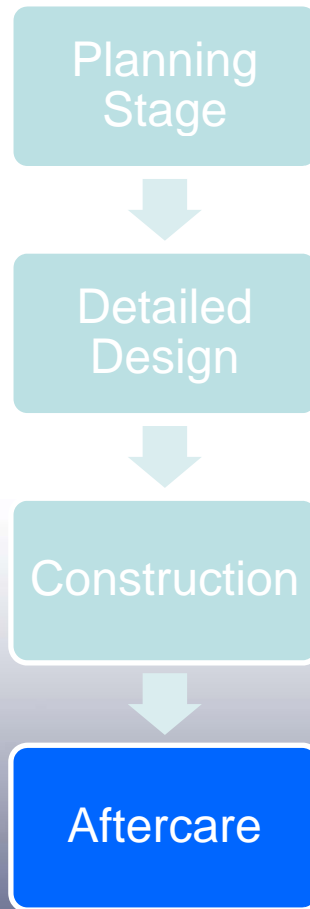 Planning
Stage
Detailed
Design
Construction
Aftercare